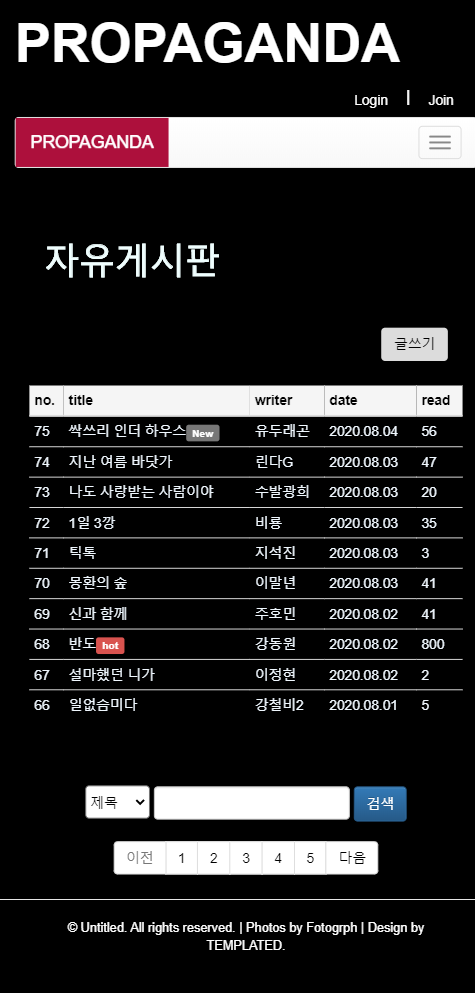 PROPAGANDA
Login | Join
PROPAGANDA
자유게시판
글쓰기
no. title writer date read
75 싹쓰리 인더 하우스 New 유두래곤 2020.08.04 56
74 지난 여름 바닷가 린다G 2020.08.03 47
73 나도 사랑받는 사람이야 수발광희 2020.08.03 20
72 1일 3깡 비룡 2020.08.03 35
71 틱톡 지석진 2020.08.03 3
70 몽환의 숲 이말년 2020.08.03 41
69 신과 함께 주호민 2020.08.02 41
68 반도 hot 강동원 2020.08.02 800
67 설마했던 니가 이정현 2020.08.02 2
66 일없슴미다 강철비2 2020.08.01 5
제목 검색
이전 1 2 3 4 5 다음
© Untitled. All rights reserved. | Photos by Fotogrph | Design by
TEMPLATED.